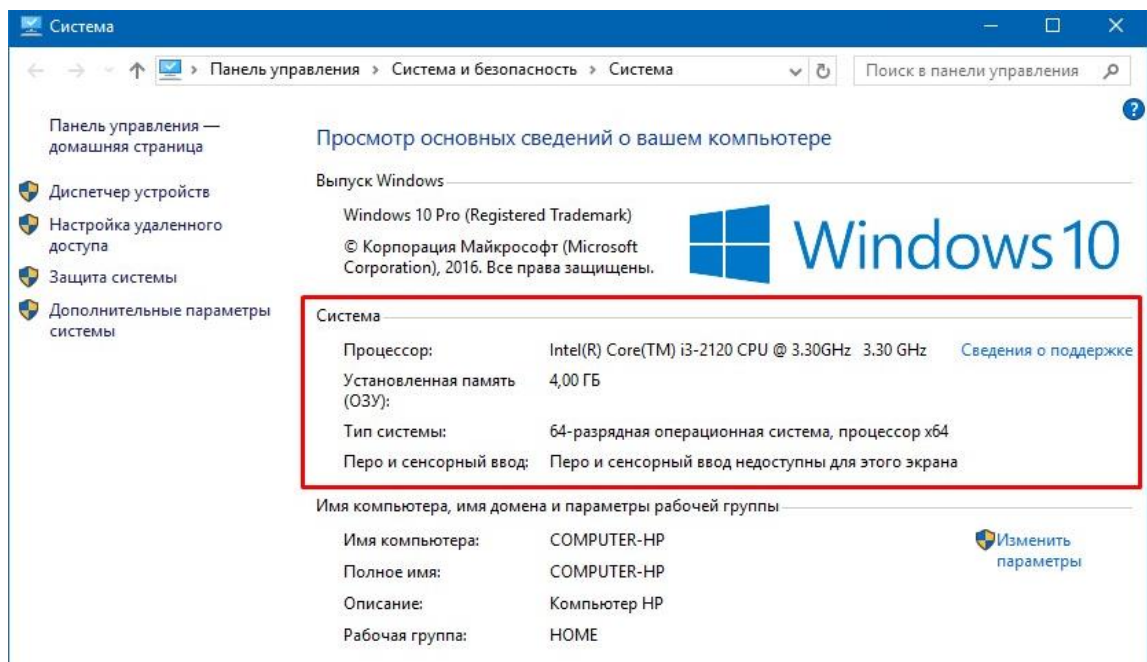 Система
Панель управления > Система и безопасность > Система
Поиск в панели управления
Панель управления —
домашняя страница
Диспетчер устройств
Настройка удаленного
доступа
Защита системы
Дополнительные параметры
системы
?
Просмотр основных сведений о вашем компьютере
Выпуск Windows
Windows 10 Pro (Registered Trademark)
© Корпорация Майкрософт (Microsoft
Corporation), 2016. Все права защищены.
Windows 10
Система
Процессор: Intel(R) Core(TM) i3-2120 CPU @ 3.30GHz 3.30 GHz Сведения о поддержке
Установленная память 4,00 ГБ
(ОЗУ):
Тип системы: 64-разрядная операционная система, процессор x64
Перо и сенсорный ввод: Перо и сенсорный ввод недоступны для этого экрана
Имя компьютера, имя домена и параметры рабочей группы
Имя компьютера: COMPUTER-HP Изменить
параметры
Полное имя: COMPUTER-HP
Описание: Компьютер HP
Рабочая группа: HOME